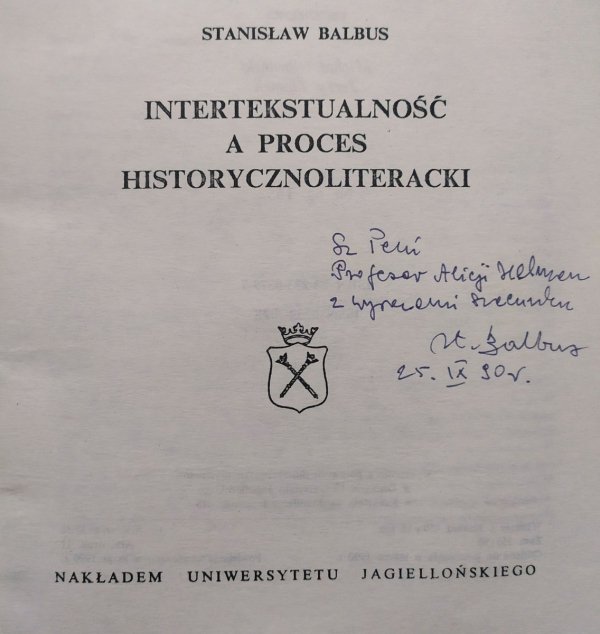 STANISŁAW BALBUS
INTERTEKSTUALNOŚĆ
A PROCES
HISTORYCZNOLITERACKI
Sz Pani
Profesor Alicji Helman
z wyrazami szacunku
St. Balbus
25. IX 90 r.
NAKŁADEM UNIWERSYTETU JAGIELLOŃSKIEGO